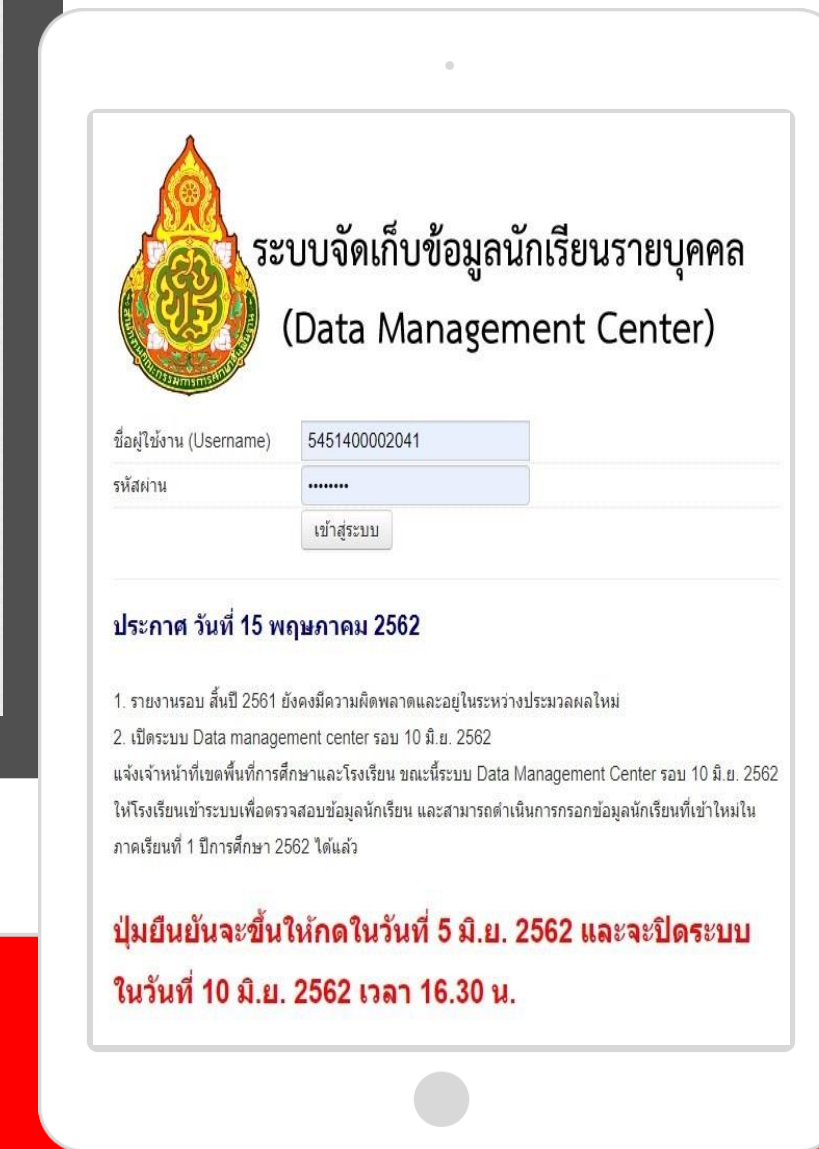 ระบบจัดเก็บข้อมูลนักเรียนรายบุคคล
(Data Management Center)
ชื่อผู้ใช้งาน (Username) 5451400002041
รหัสผ่าน ••••••••
เข้าสู่ระบบ
ประกาศ วันที่ 15 พฤษภาคม 2562
1. รายงานรอบ สิ้นปี 2561 ยังคงมีความผิดพลาดและอยู่ในระหว่างประมวลผลใหม่
2. เปิดระบบ Data management center รอบ 10 มิ.ย. 2562
แจ้งเจ้าหน้าที่เขตพื้นที่การศึกษาและโรงเรียน ขณะนี้ระบบ Data Management Center รอบ 10 มิ.ย. 2562
ให้โรงเรียนเข้าระบบเพื่อตรวจสอบข้อมูลนักเรียน และสามารถดำเนินการกรอกข้อมูลนักเรียนที่เข้าใหม่ใน
ภาคเรียนที่ 1 ปีการศึกษา 2562 ได้แล้ว
ปุ่มยืนยันจะขึ้นให้กดในวันที่ 5 มิ.ย. 2562 และจะปิดระบบ
ในวันที่ 10 มิ.ย. 2562 เวลา 16.30 น.